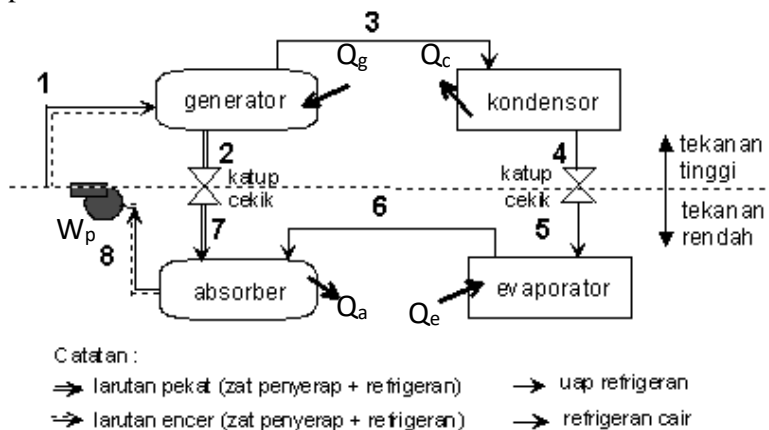 3
Qg
Qc
1
generator
kondensor
2
katup
cekik
4
katup
cekik
tekanan
tinggi
tekanan
rendah
Wp
8
7
6
5
absorber
Qa
Qe
evaporator
Catatan :
larutan pekat (zat penyerap + refrigeran)
uap refrigeran
larutan encer (zat penyerap + refrigeran)
refrigeran cair